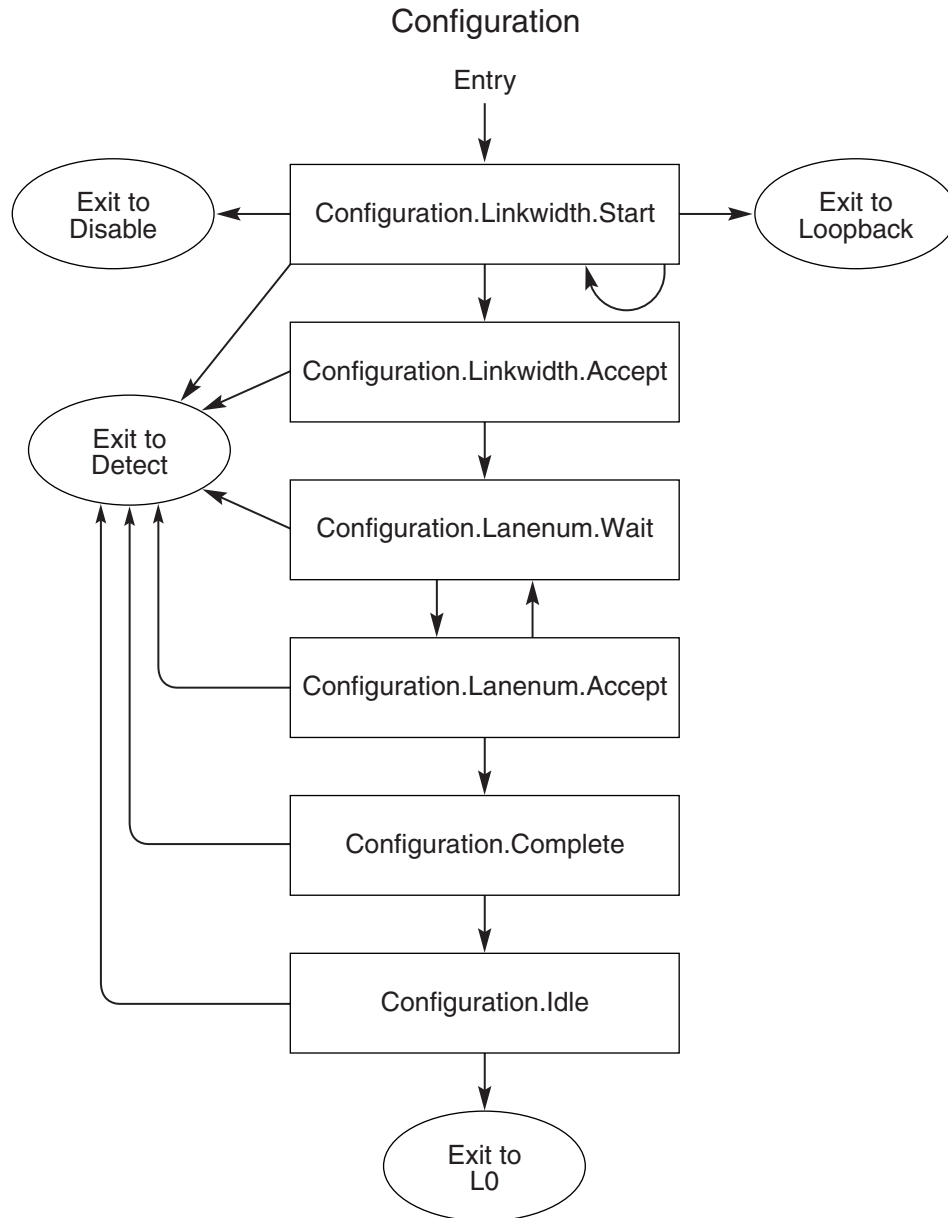 Configuration
Entry
Exit to
Disable
Configuration.Linkwidth.Start
Exit to
Loopback
Configuration.Linkwidth.Accept
Exit to
Detect
Configuration.Lanenum.Wait
Configuration.Lanenum.Accept
Configuration.Complete
Configuration.Idle
Exit to
L0